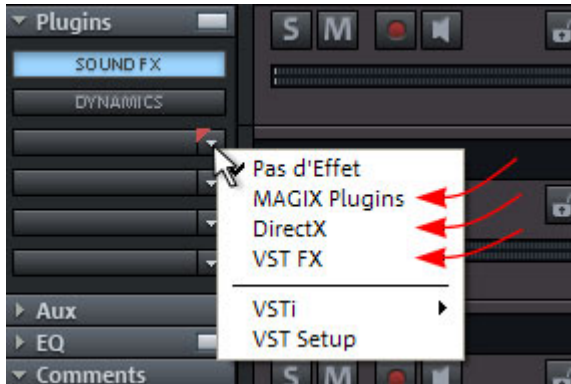 Plugins
S M
SOUND FX
DYNAMICS
Pas d'Effet
MAGIX Plugins
DirectX
VST FX
VSTi
VST Setup
Aux
EQ
Comments
S M